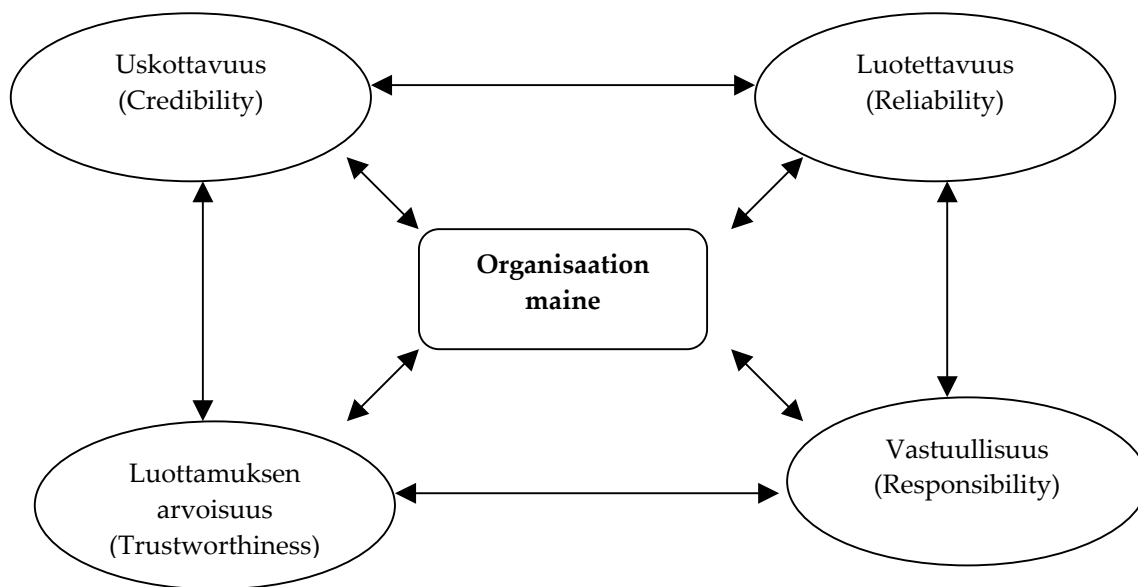 Uskottavuus
(Credibility)
Luotettavuus
(Reliability)
Organisaation
maine
Luottamuksen
arvoisuus
(Trustworthiness)
Vastuullisuus
(Responsibility)